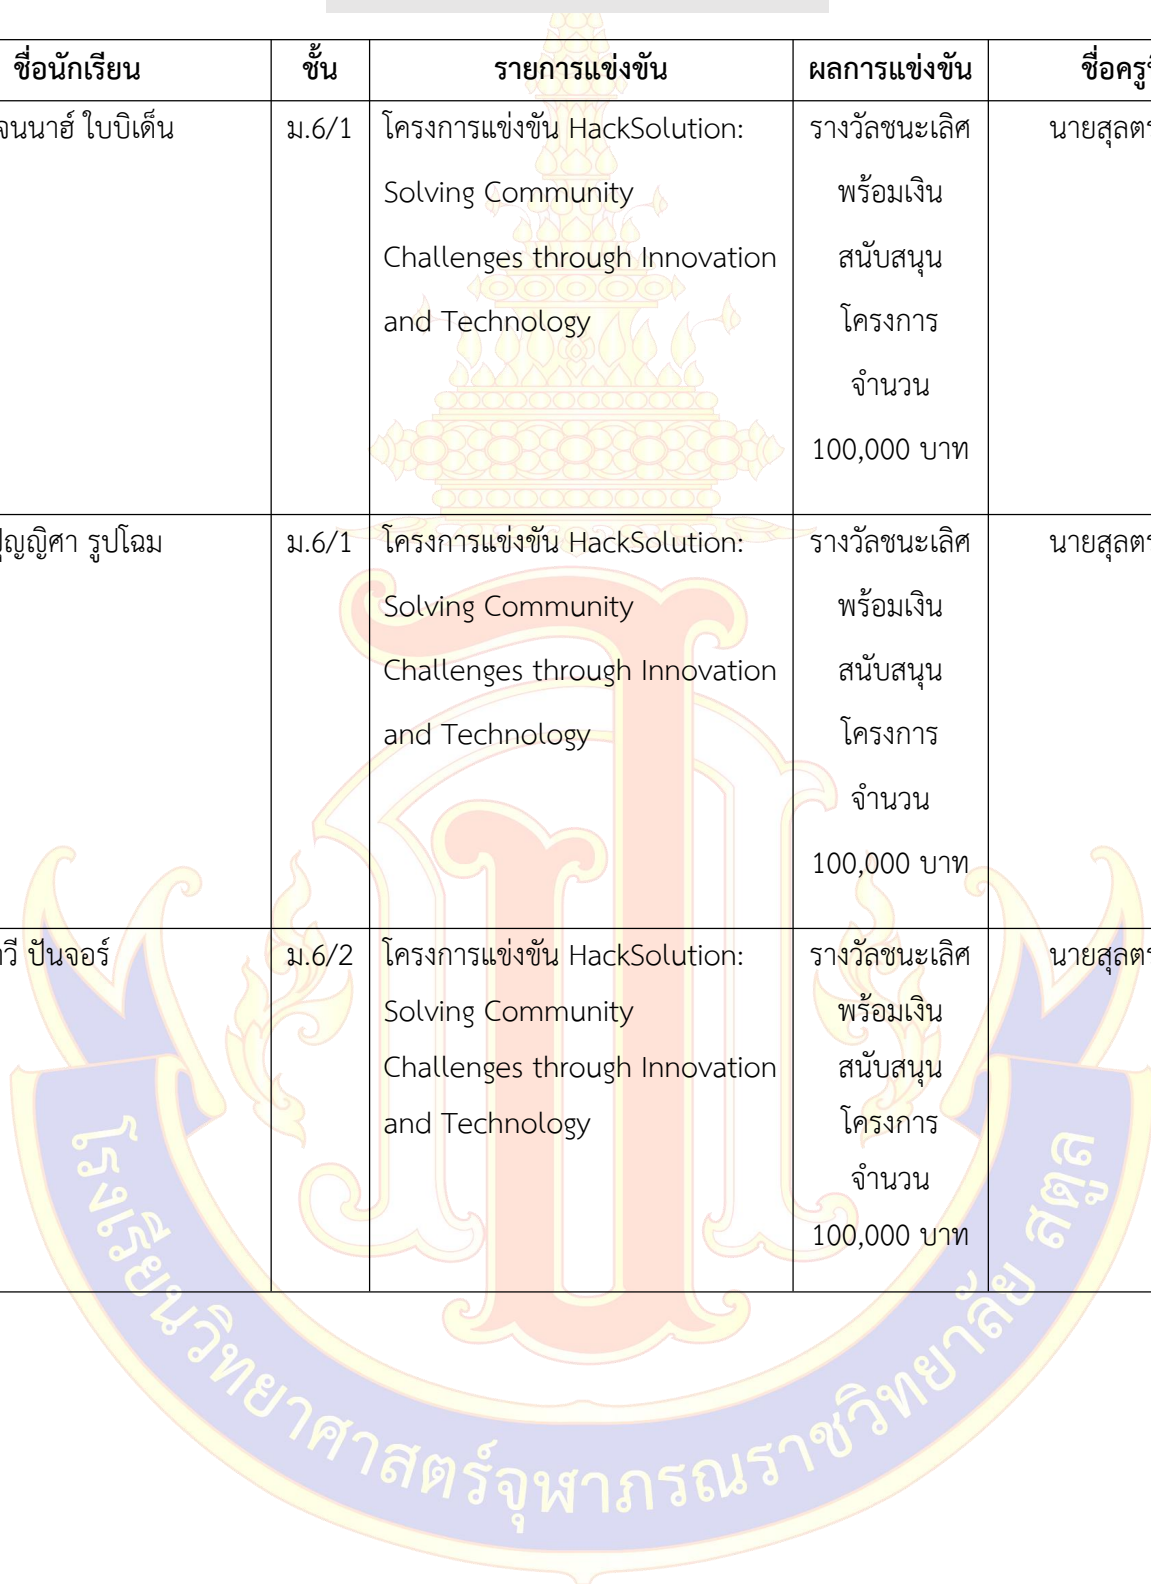 ชื่อนักเรียน ชั้น รายการแข่งขัน ผลการแข่งขัน
ใบบิเด็น ม.6/1 โครงการแข่งขัน HackSolution: รางวัลชนะเลิศ
Solving Community พร้อมเงิน
Challenges through Innovation สนับสนุน
and Technology โครงการ
จำนวน
100,000 บาท
รูปโฉม ม.6/1 โครงการแข่งขัน HackSolution: รางวัลชนะเลิศ
Solving Community พร้อมเงิน
Challenges through Innovation สนับสนุน
and Technology โครงการ
จำนวน
100,000 บาท
ปันจอร์ ม.6/2 โครงการแข่งขัน HackSolution: รางวัลชนะเลิศ
Solving Community พร้อมเงิน
Challenges through Innovation สนับสนุน
and Technology โครงการ
จำนวน
100,000 บาท
โรงเรียนวิทยาศาสตร์จุฬาภรณราชวิทยาลัย สตูล